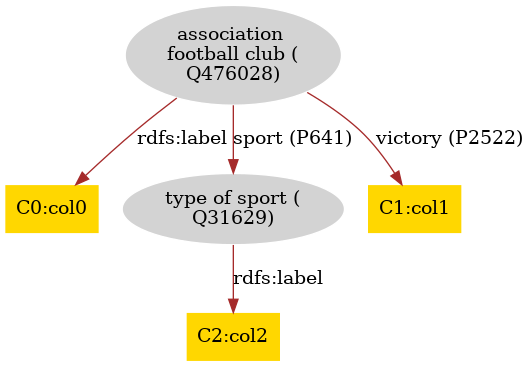 association
football club (
Q476028)
rdfs:label
sport (P641)
victory (P2522)
C0:col0
type of sport (
Q31629)
C1:col1
rdfs:label
C2:col2